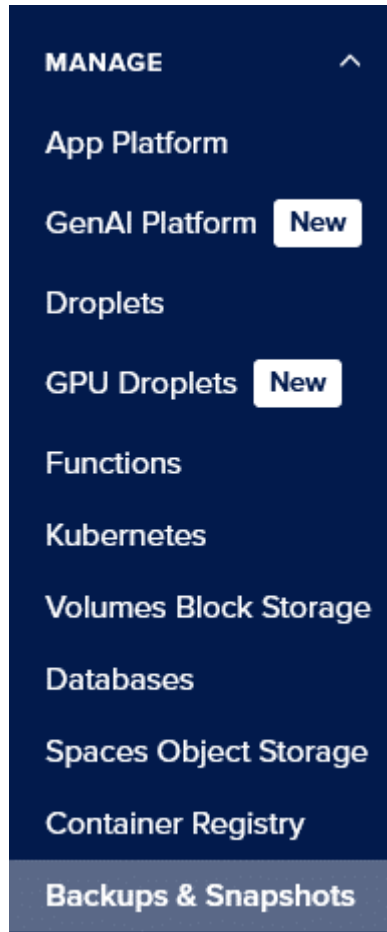 MANAGE
App Platform
GenAI Platform New
Droplets
GPU Droplets New
Functions
Kubernetes
Volumes Block Storage
Databases
Spaces Object Storage
Container Registry
Backups & Snapshots